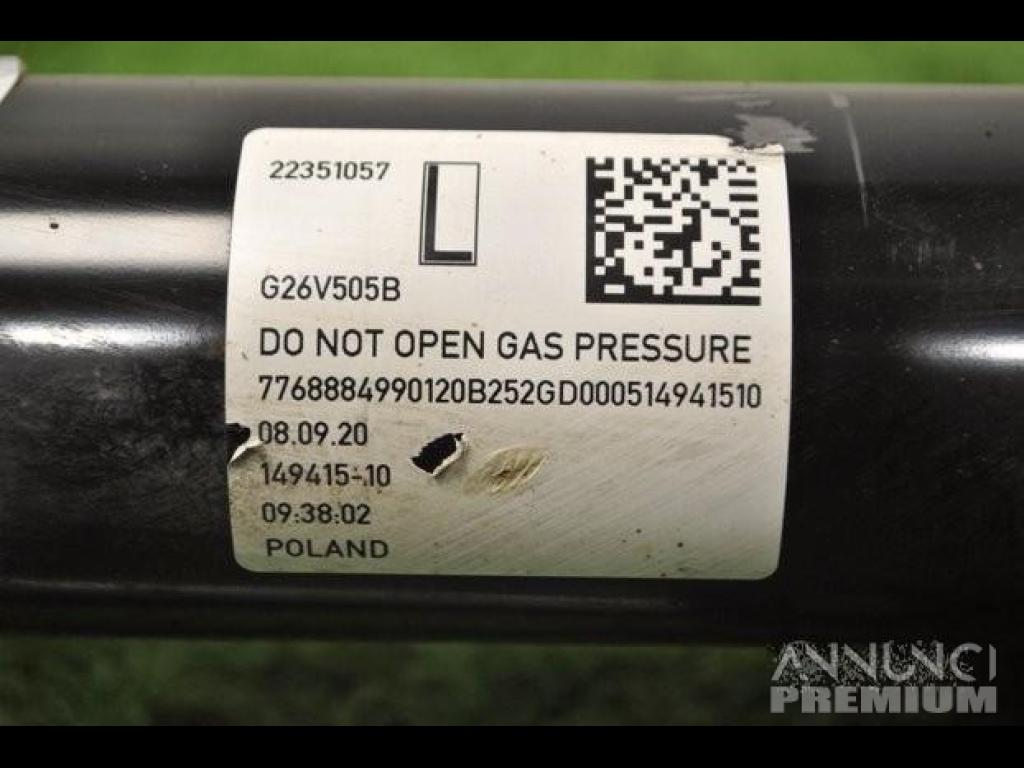 22351057
L
G26V505B
DO NOT OPEN GAS PRESSURE
7768884990120B252GD000514941510
08.09.20
149415-10
09:38:02
POLAND
ANNUNCI
PREMIUM